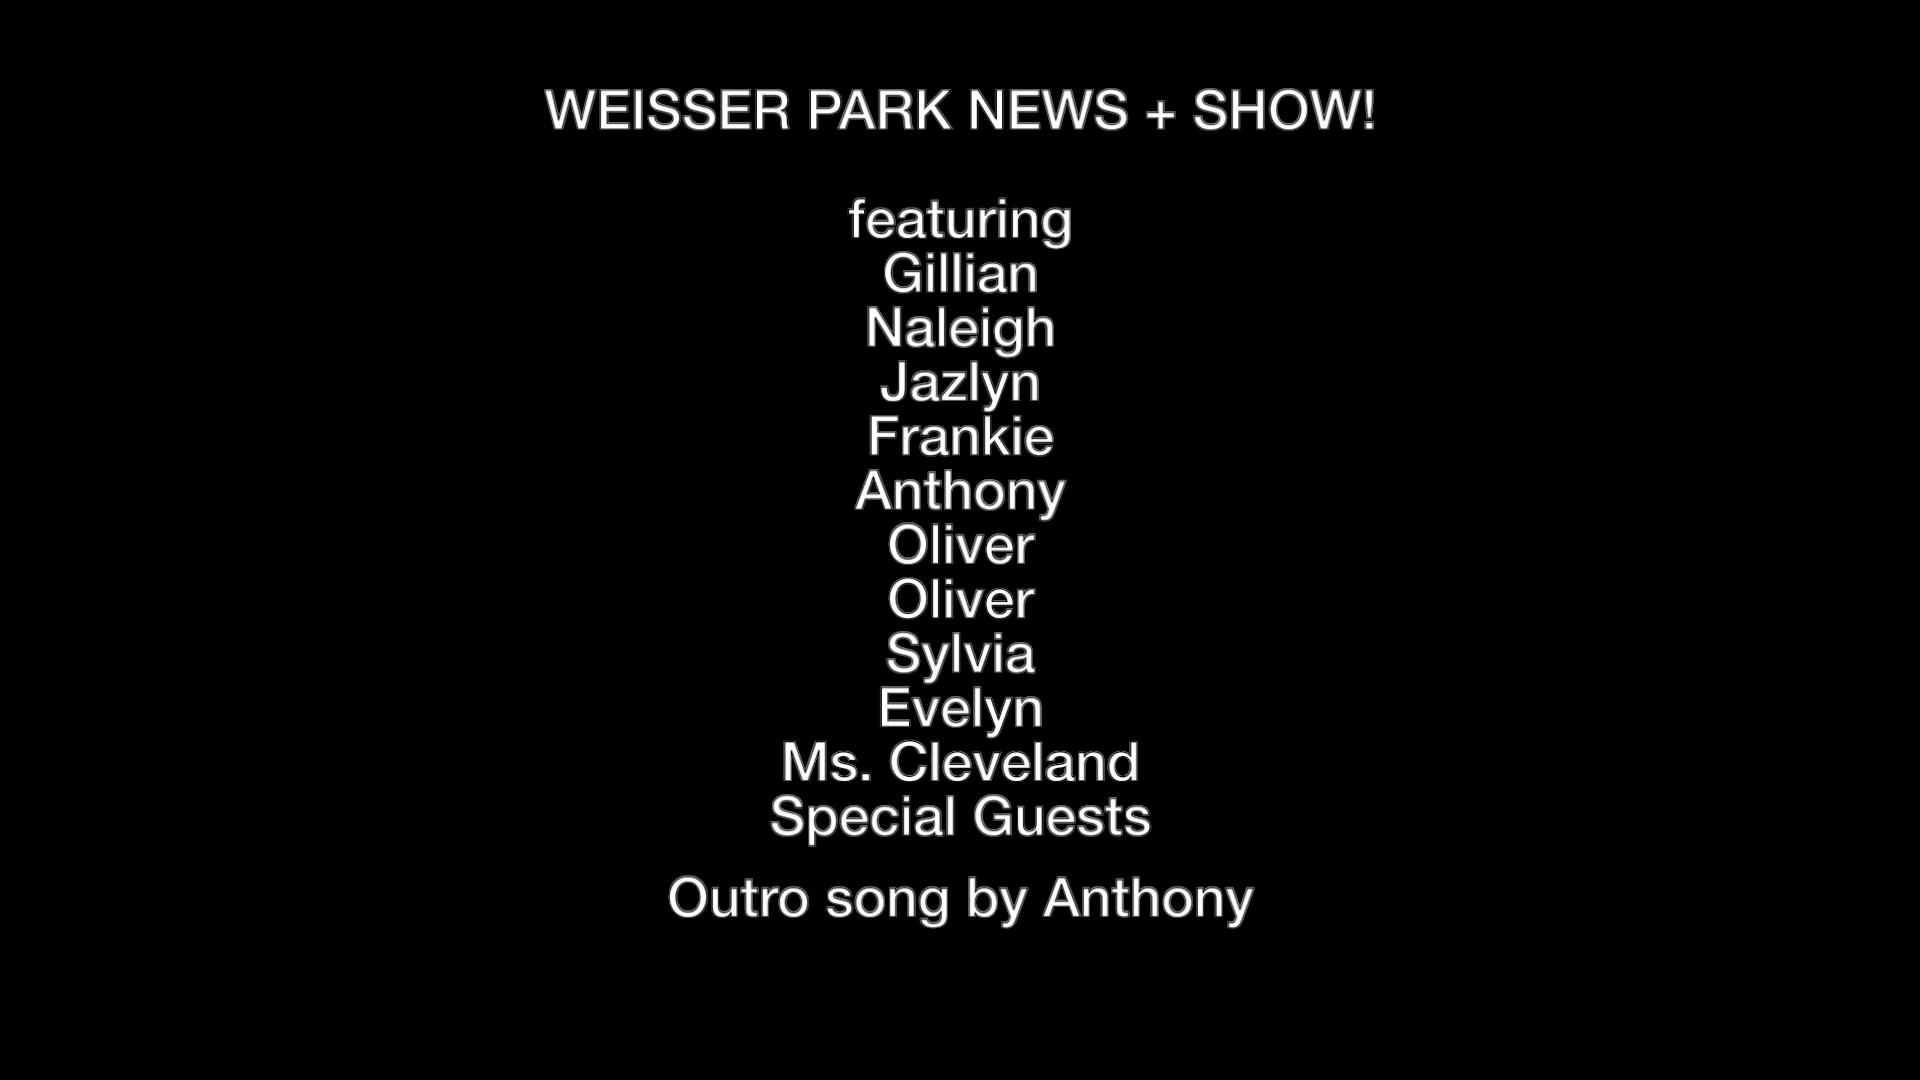 WEISSER PARK NEWS + SHOW!
featuring
Gillian
Naleigh
Jazlyn
Frankie
Anthony
Oliver
Oliver
Sylvia
Evelyn
Ms. Cleveland
Special Guests
Outro song by Anthony